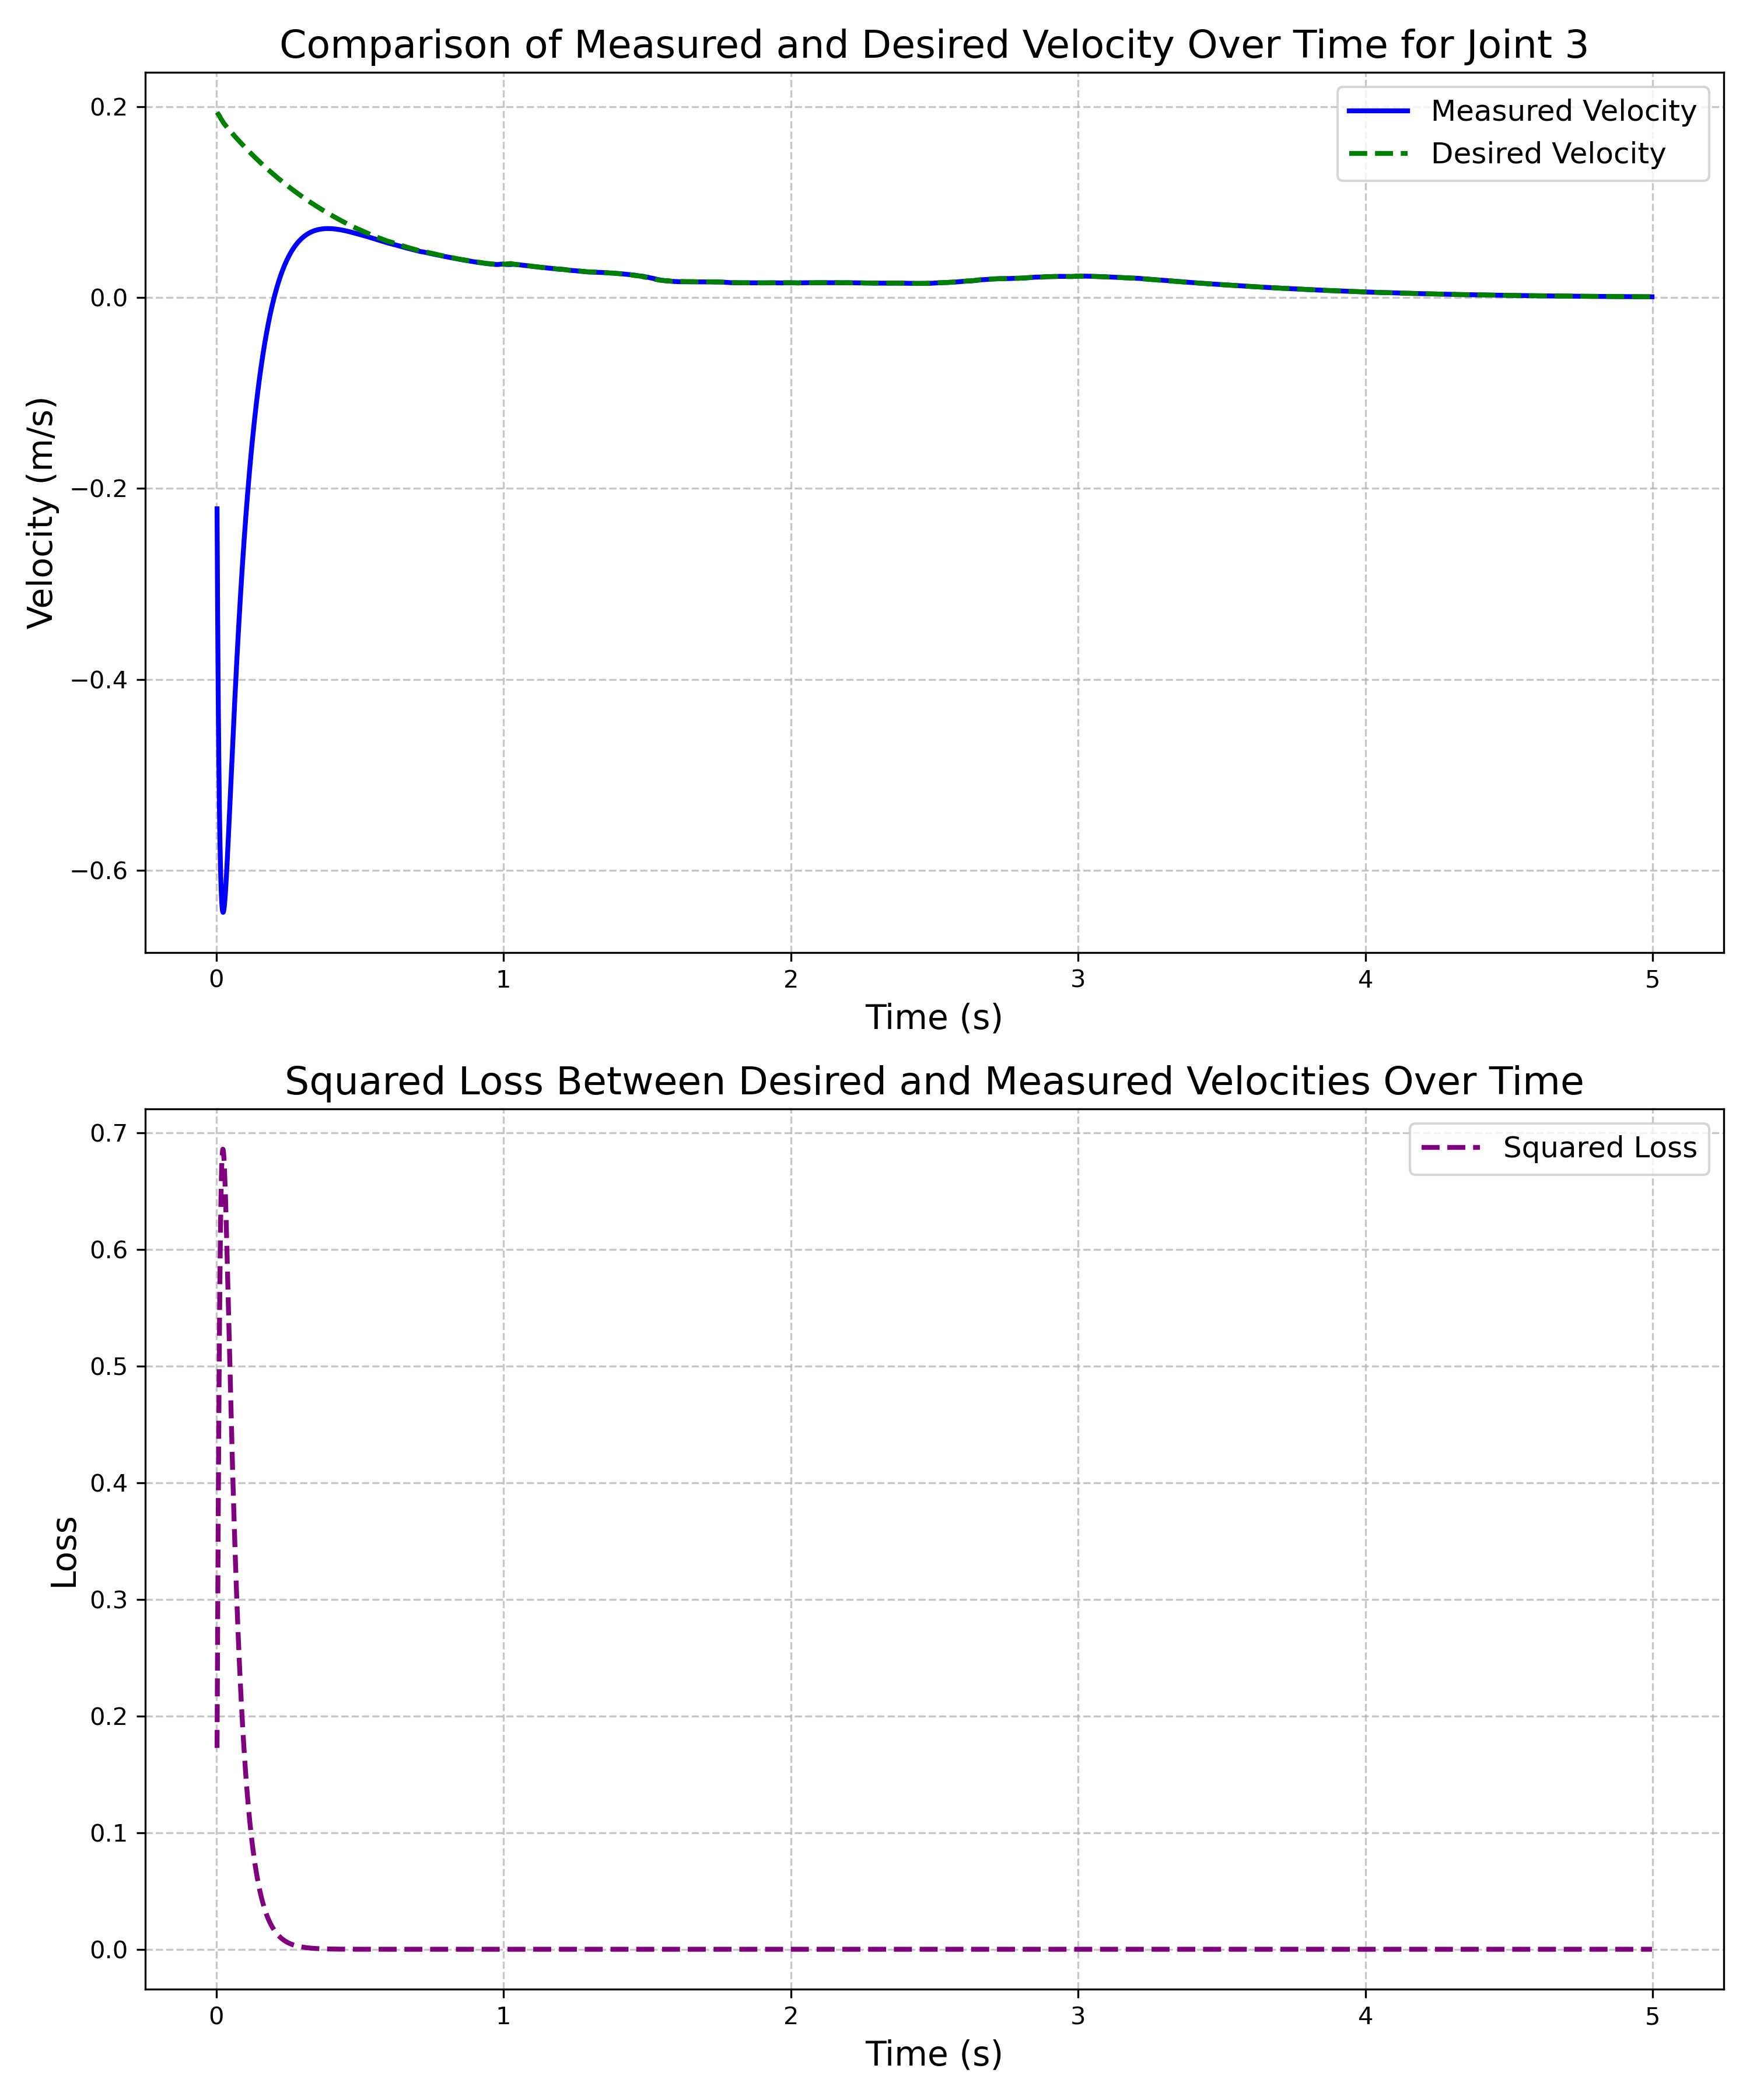 Comparison of Measured and Desired Velocity Over Time for Joint 3
Measured Velocity
Desired Velocity
Velocity (m/s)
0.2
0.0
−0.2
−0.4
−0.6
0 1 2 3 4 5
Time (s)
Squared Loss Between Desired and Measured Velocities Over Time
Squared Loss
Loss
0.7
0.6
0.5
0.4
0.3
0.2
0.1
0.0
0 1 2 3 4 5
Time (s)